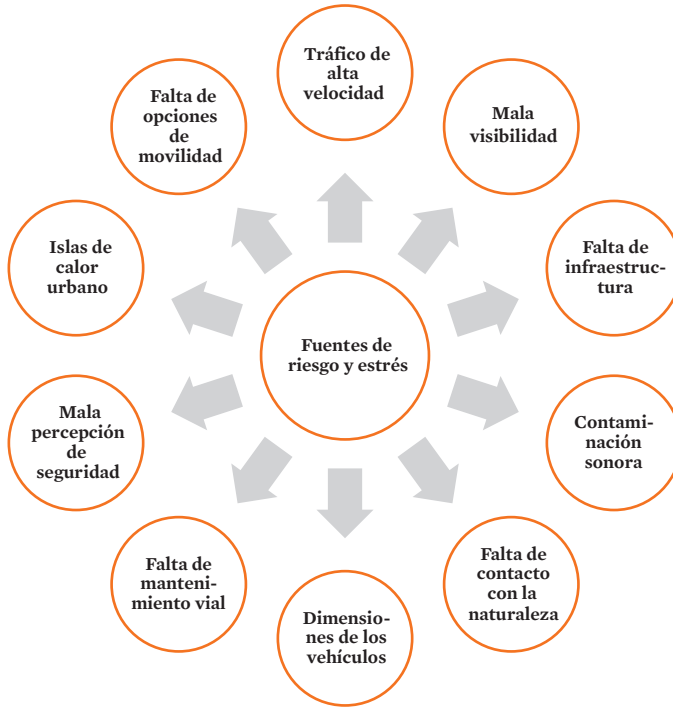 Tráfico de
alta
velocidad
Mala
visibilidad
Falta de
infraestruc-
tura
Contami-
nación
sonora
Falta de
contacto
con la
naturaleza
Dimensio-
nes de los
vehículos
Falta de
manteni-
miento vial
Mala
percepción
de
seguridad
Islas de
calor
urbano
Falta de
opciones
de
movilidad
Fuentes de
riesgo y estrés